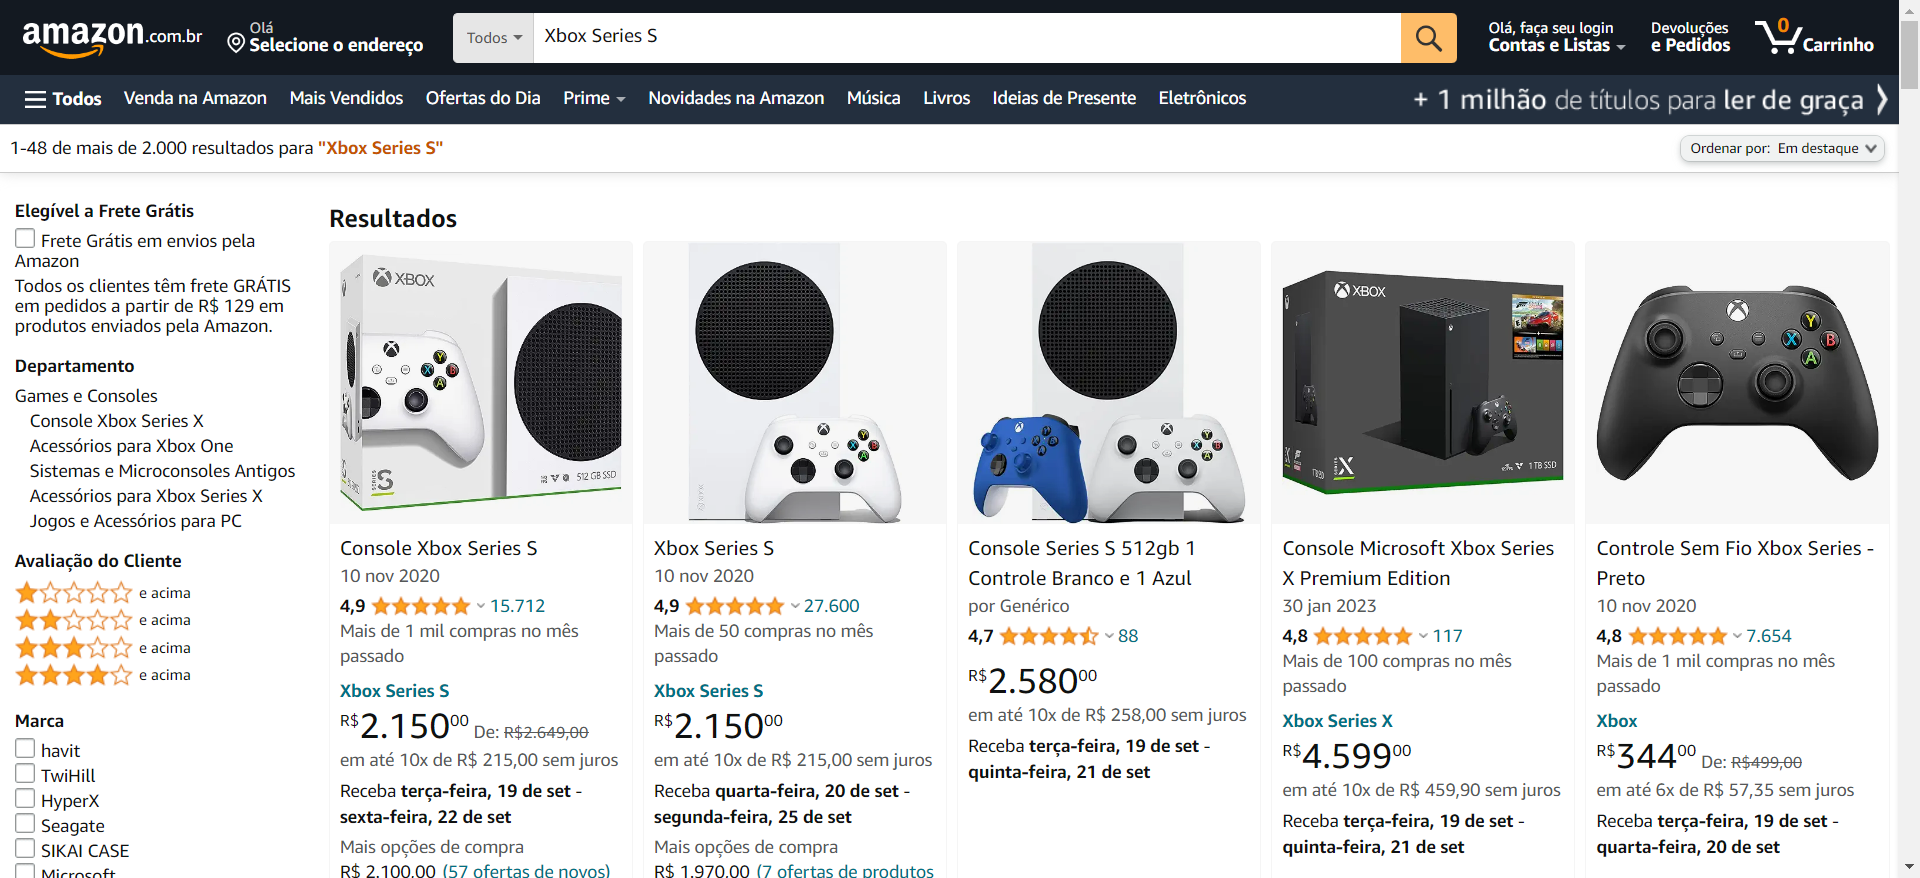 amazon.com.br
Olá
Selecione o endereço
Todos
Xbox Series S
Olá, faça seu login
Contas e Listas
Devoluções
e Pedidos
0
Carrinho
Todos
Venda na Amazon
Mais Vendidos
Ofertas do Dia
Prime
Novidades na Amazon
Música
Livros
Ideias de Presente
Eletrônicos
+ 1 milhão de títulos para ler de graça
1-48 de mais de 2.000 resultados para "Xbox Series S"
Ordenar por: Em destaque
Elegível a Frete Grátis
Frete Grátis em envios pela
Amazon
Todos os clientes têm frete GRÁTIS
em pedidos a partir de R$ 129 em
produtos enviados pela Amazon.
Departamento
Games e Consoles
Console Xbox Series X
Acessórios para Xbox One
Sistemas e Microconsoles Antigos
Acessórios para Xbox Series X
Jogos e Acessórios para PC
Avaliação do Cliente
e acima
e acima
e acima
e acima
Marca
havit
TwiHill
HyperX
Seagate
SIKAI CASE
Microsoft
Resultados
XBOX
Y
X
B
A
SERIES
S
512 GB SSD
Console Xbox Series S
10 nov 2020
4,9
15.712
Mais de 1 mil compras no mês
passado
Xbox Series S
R$2.15000 De: R$2.649,00
em até 10x de R$ 215,00 sem juros
Receba terça-feira, 19 de set -
sexta-feira, 22 de set
Mais opções de compra
R$ 2.100,00 (57 ofertas de novos)
Y
X
B
A
Xbox Series S
10 nov 2020
4,9
27.600
Mais de 50 compras no mês
passado
Xbox Series S
R$2.15000
em até 10x de R$ 215,00 sem juros
Receba quarta-feira, 20 de set -
segunda-feira, 25 de set
Mais opções de compra
R$ 1.970,00 (7 ofertas de produtos
Y
X
B
A
Console Series S 512gb 1
Controle Branco e 1 Azul
por Genérico
4,7
88
R$2.58000
em até 10x de R$ 258,00 sem juros
Receba terça-feira, 19 de set -
quinta-feira, 21 de set
XBOX
SERIES
X
1 TB SSD
Console Microsoft Xbox Series
X Premium Edition
30 jan 2023
4,8
117
Mais de 100 compras no mês
passado
Xbox Series X
R$4.59900
em até 10x de R$ 459,90 sem juros
Receba terça-feira, 19 de set -
quinta-feira, 21 de set
Y
X
B
A
Controle Sem Fio Xbox Series -
Preto
10 nov 2020
4,8
7.654
Mais de 1 mil compras no mês
passado
Xbox
R$34400 De: R$499,00
em até 6x de R$ 57,35 sem juros
Receba terça-feira, 19 de set -
quarta-feira, 20 de set